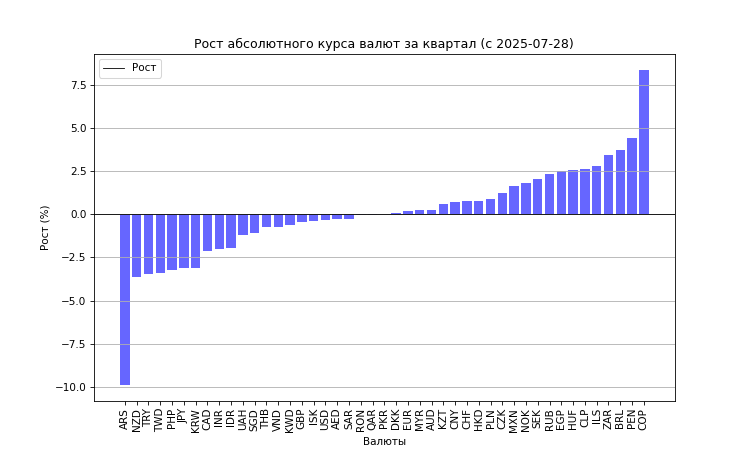 Рост абсолютного курса валют за квартал (с 2025-07-28)
Рост
7.5
5.0
2.5
0.0
−2.5
−5.0
−7.5
−10.0
Рост (%)
ARS NZD TRY TWD PHP JPY KRW CAD INR IDR UAH SGD THB VND KWD GBP ISK USD AED SAR RON QAR PKR DKK EUR MYR AUD KZT CNY CHF HKD PLN CZK MXN NOK SEK RUB EGP HUF CLP ILS ZAR BRL PEN COP
Валюты